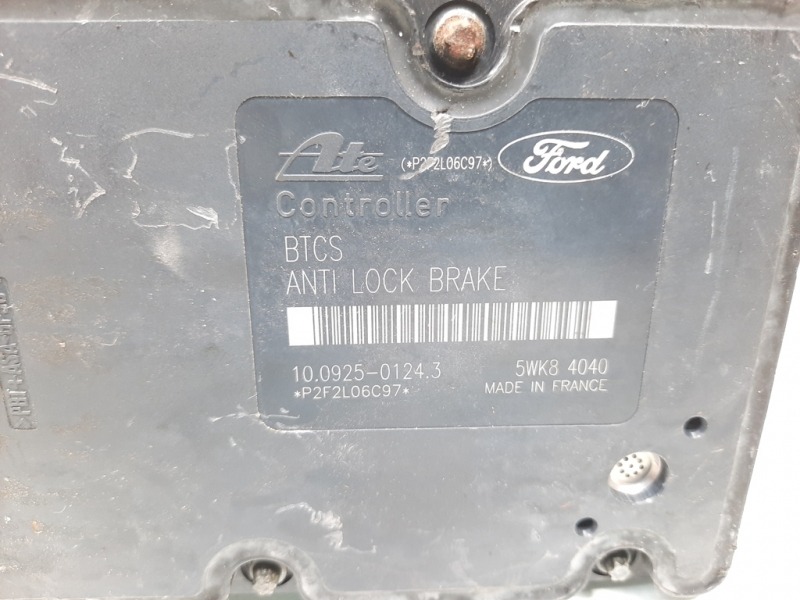 Ate (*P2F2L06C97*) Ford
Controller
BTCS
ANTI LOCK BRAKE
10.0925-0124.3 5WK8 4040
*P2F2L06C97* MADE IN FRANCE